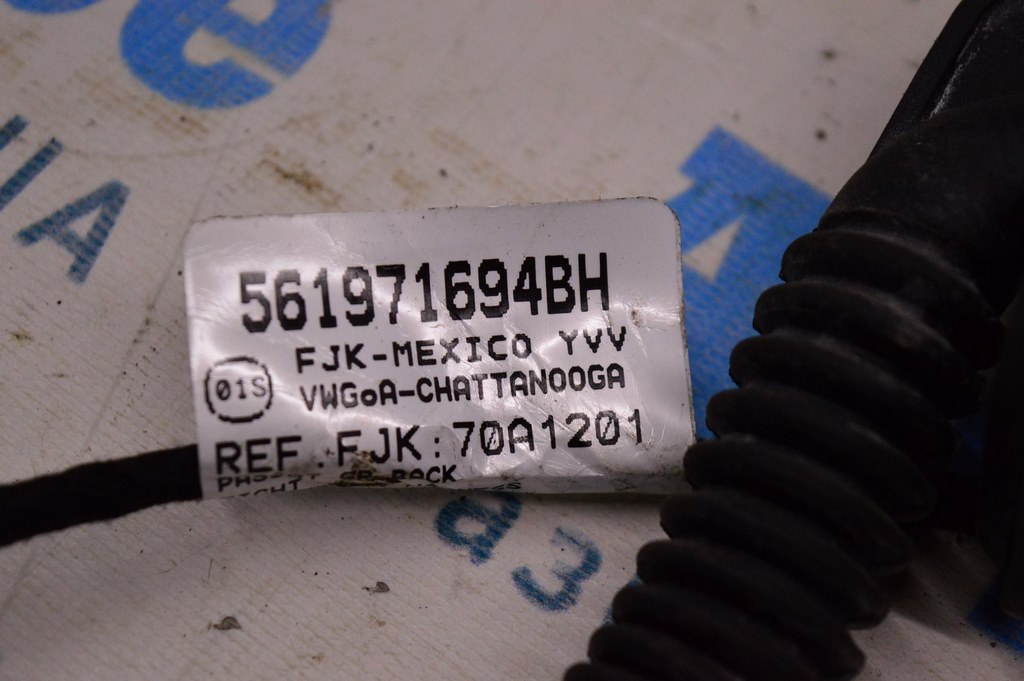 561971694BH
FJK-MEXICO YVV
01S
VWGoA-CHATTANOOGA
REF.FJK:70A1201